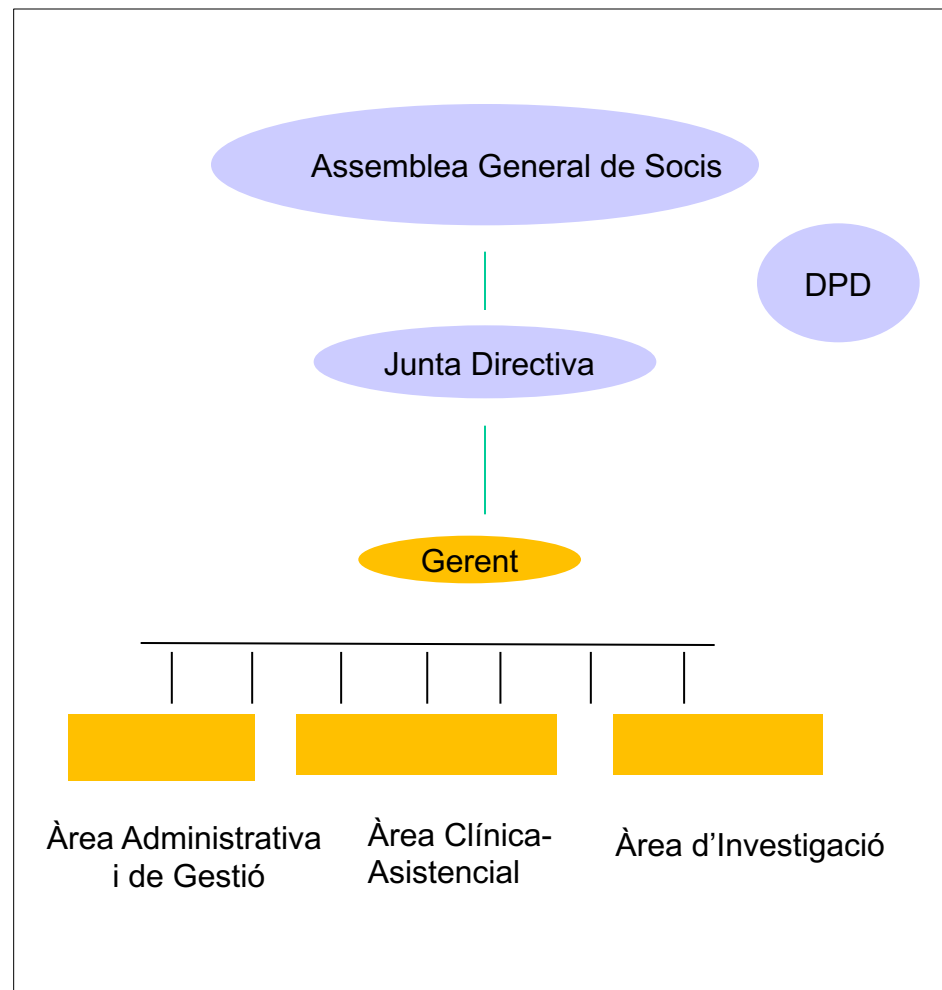 Assemblea General de Socis
DPD
Junta Directiva
Gerent
Àrea Administrativa
i de Gestió
Àrea Clínica-
Asistencial
Àrea d’Investigació